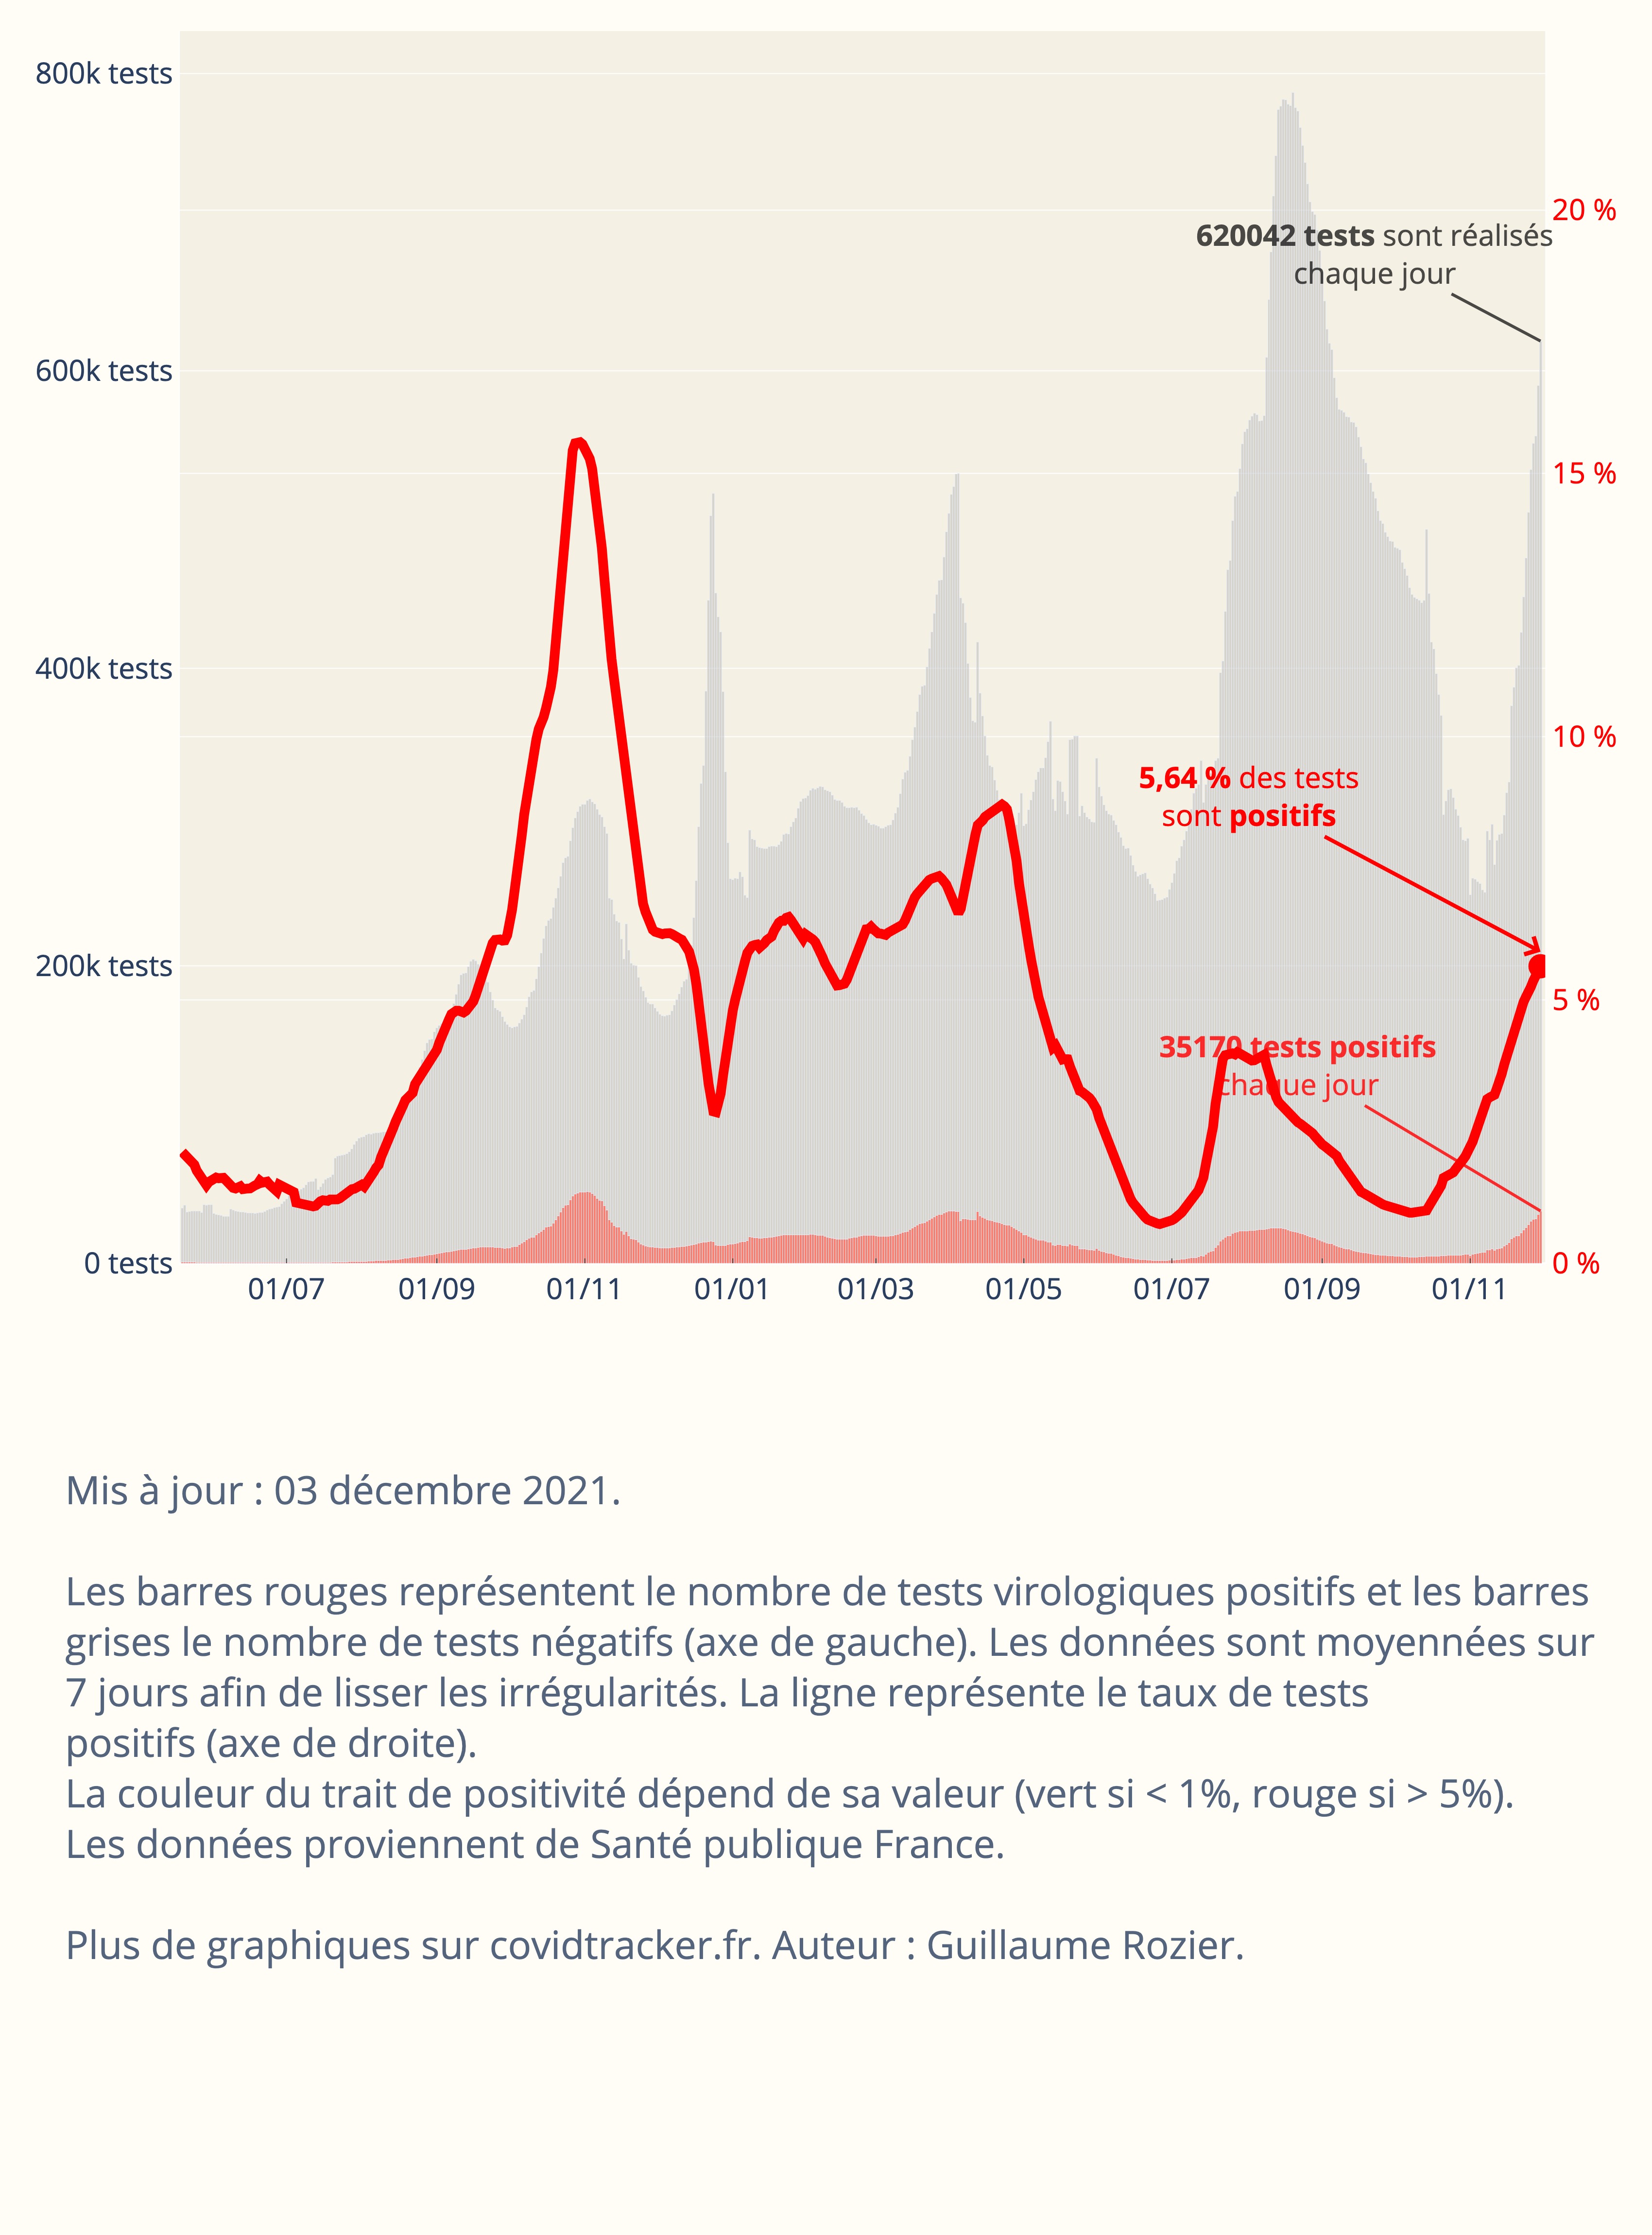 800k tests
20 %
620042 tests sont réalisés
chaque jour
600k tests
15 %
10 %
400k tests
5,64 % des tests
sont positifs
200k tests
5 %
35170 tests positifs
chaque jour
0 tests
0 %
01/07 01/09 01/11 01/01 01/03 01/05 01/07 01/09 01/11
Mis à jour : 03 décembre 2021.
Les barres rouges représentent le nombre de tests virologiques positifs et les barres
grises le nombre de tests négatifs (axe de gauche). Les données sont moyennées sur
7 jours afin de lisser les irrégularités. La ligne représente le taux de tests
positifs (axe de droite).
La couleur du trait de positivité dépend de sa valeur (vert si < 1%, rouge si > 5%).
Les données proviennent de Santé publique France.
Plus de graphiques sur covidtracker.fr. Auteur : Guillaume Rozier.